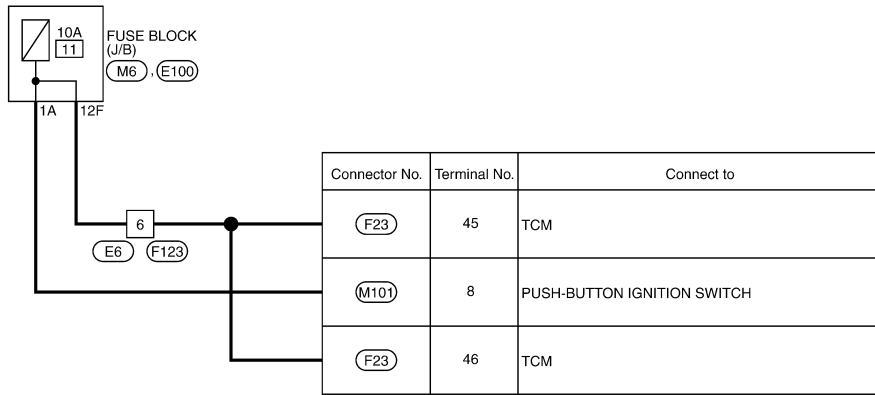 10A
11
FUSE BLOCK
(J/B)
M6 , E100
1A 12F
6
E6 F123
Connector No. Terminal No. Connect to
F23 45 TCM
M101 8 PUSH-BUTTON IGNITION SWITCH
F23 46 TCM